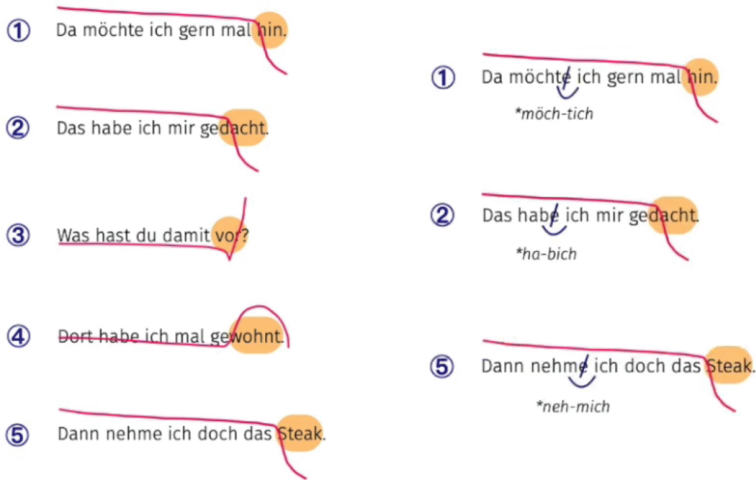 ① Da möchte ich gern mal hin.
② Das habe ich mir gedacht.
③ Was hast du damit vor?
④ Dort habe ich mal gewohnt.
⑤ Dann nehme ich doch das Steak.
① Da möchte ich gern mal hin.
*möch-tich
② Das habe ich mir gedacht.
*ha-bich
⑤ Dann nehme ich doch das Steak.
*neh-mich